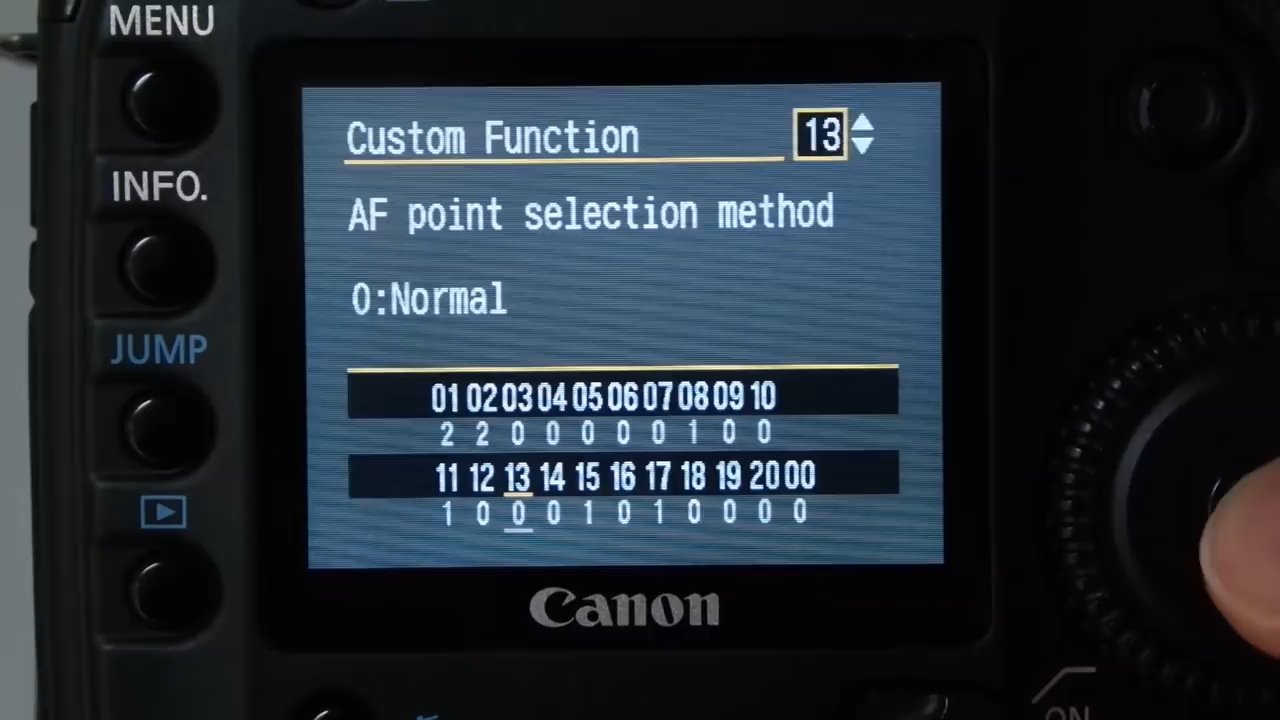 MENU
INFO.
JUMP
Custom Function 13
AF point selection method
0:Normal
01 02 03 04 05 06 07 08 09 10
2 2 0 0 0 0 0 1 0 0
11 12 13 14 15 16 17 18 19 20 00
1 0 0 0 1 0 1 0 0 0 0
Canon
ON